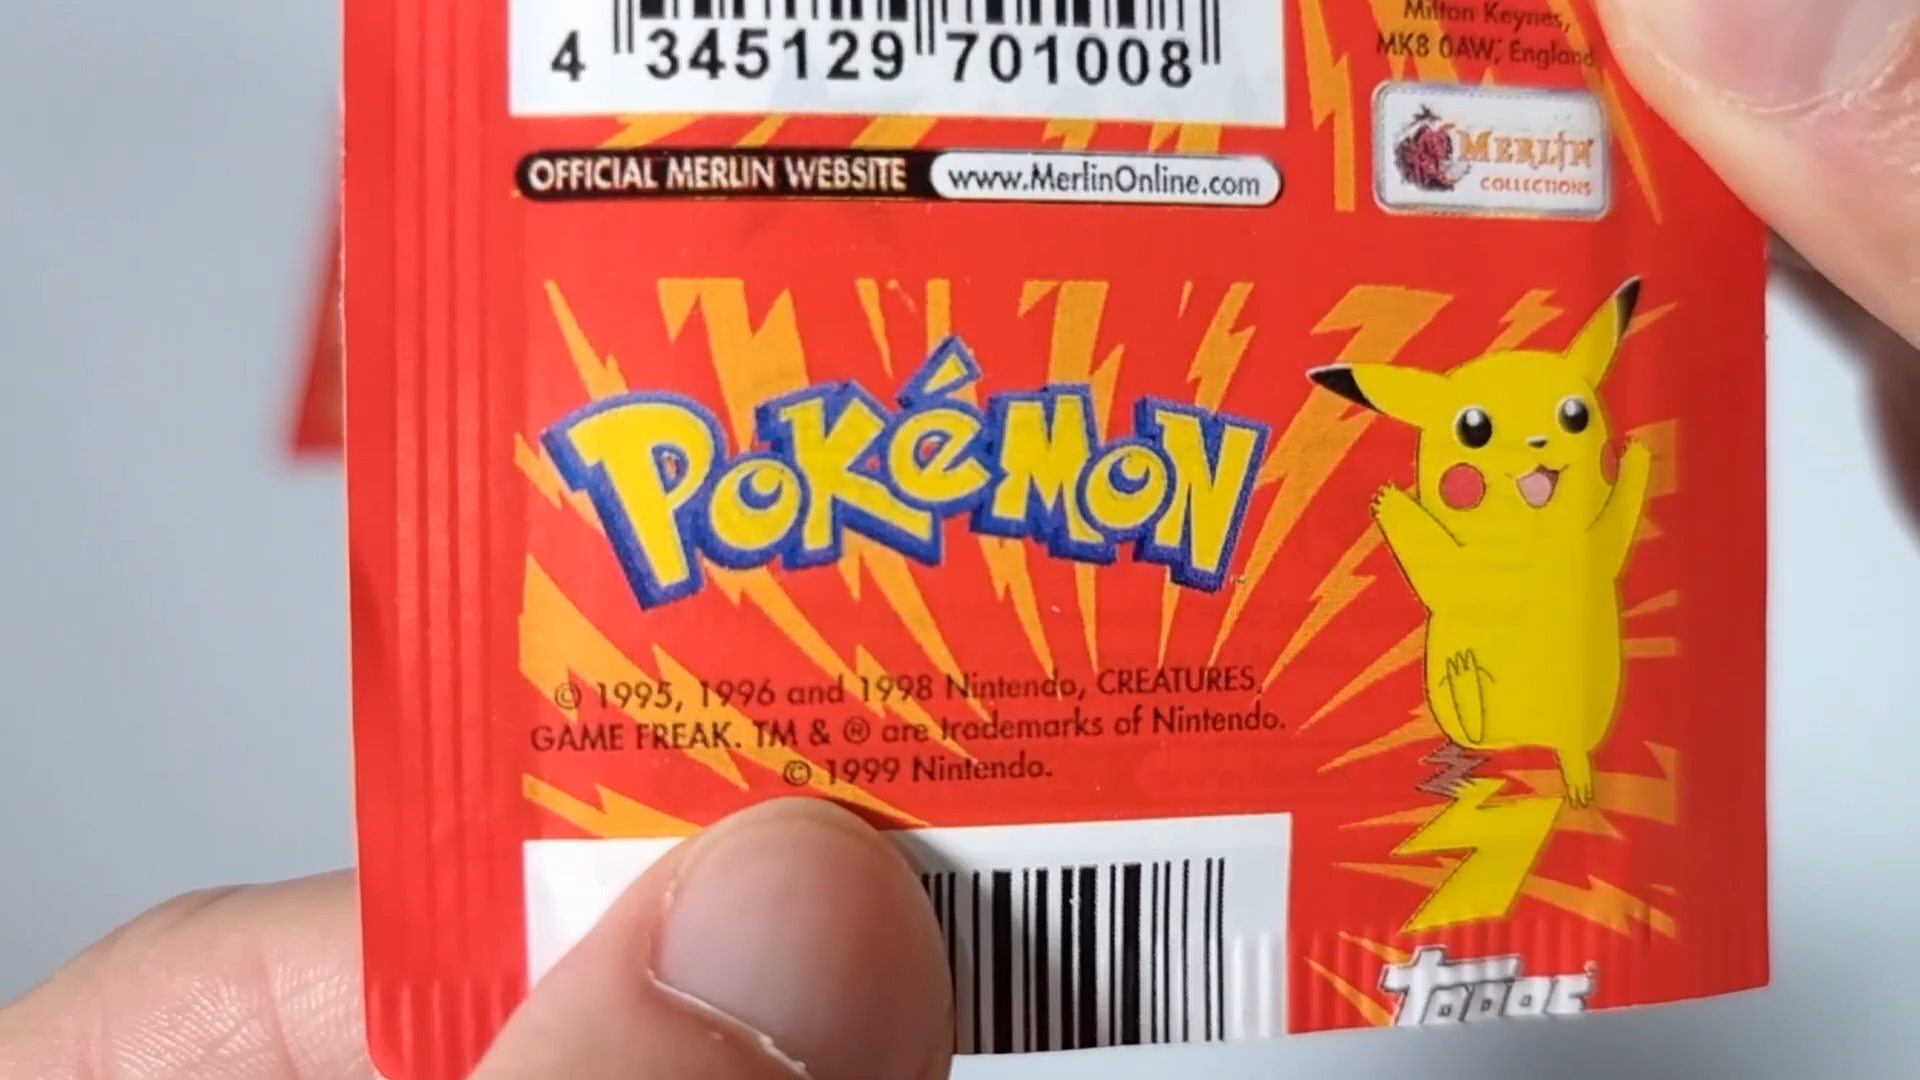 Milton Keynes,
MK8 0AW, England
4 345129 701008
MERLIN
COLLECTIONS
OFFICIAL MERLIN WEBSITE www.MerlinOnline.com
POKéMON
© 1995, 1996 and 1998 Nintendo, CREATURES,
GAME FREAK. TM & ® are trademarks of Nintendo.
© 1999 Nintendo.
TOPPS